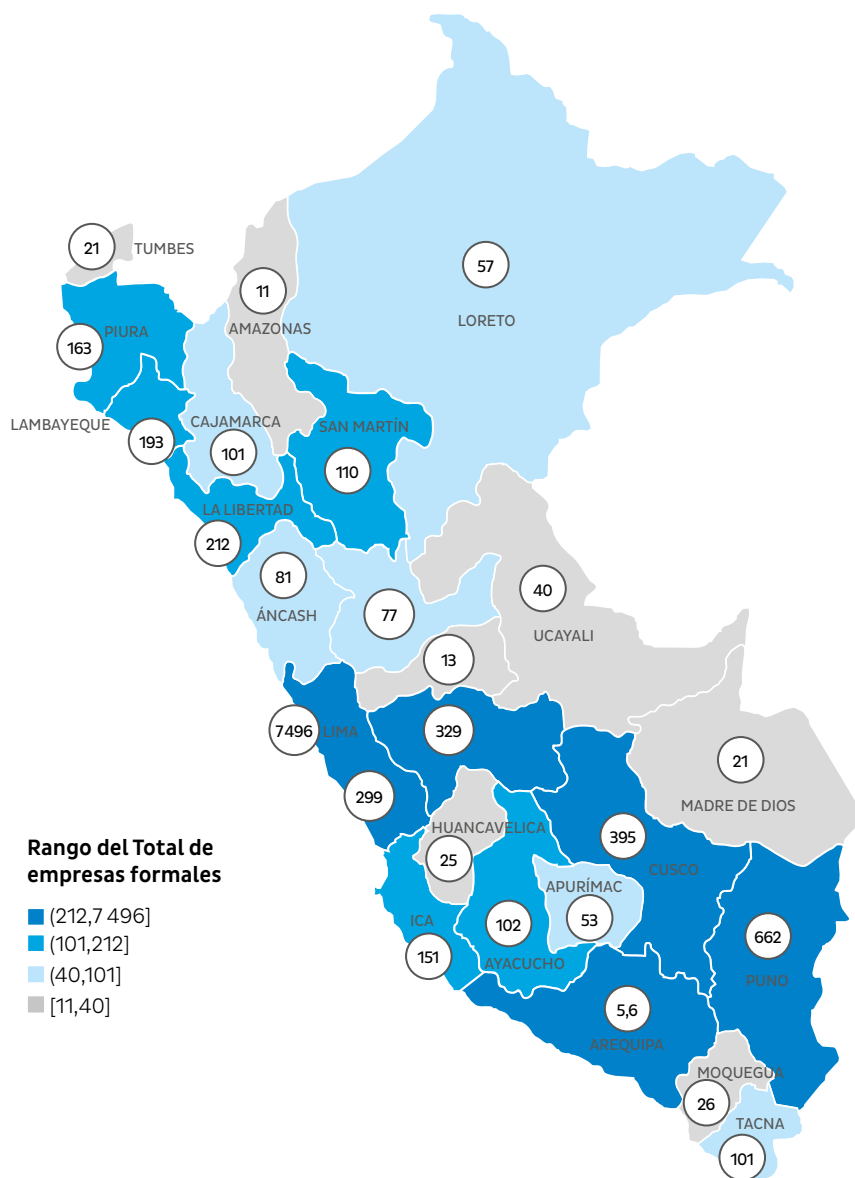 21
TUMBES
57
LORETO
11
AMAZONAS
PIURA
163
LAMBAYEQUE
193
CAJAMARCA
101
SAN MARTÍN
110
LA LIBERTAD
212
81
ÁNCASH
77
40
UCAYALI
13
7496
LIMA
329
299
21
MADRE DE DIOS
HUANCAVELICA
25
395
CUSCO
APURÍMAC
53
ICA
151
102
AYACUCHO
662
PUNO
5,6
AREQUIPA
MOQUEGUA
26
TACNA
101
Rango del Total de
empresas formales
(212,7 496]
(101,212]
(40,101]
[11,40]